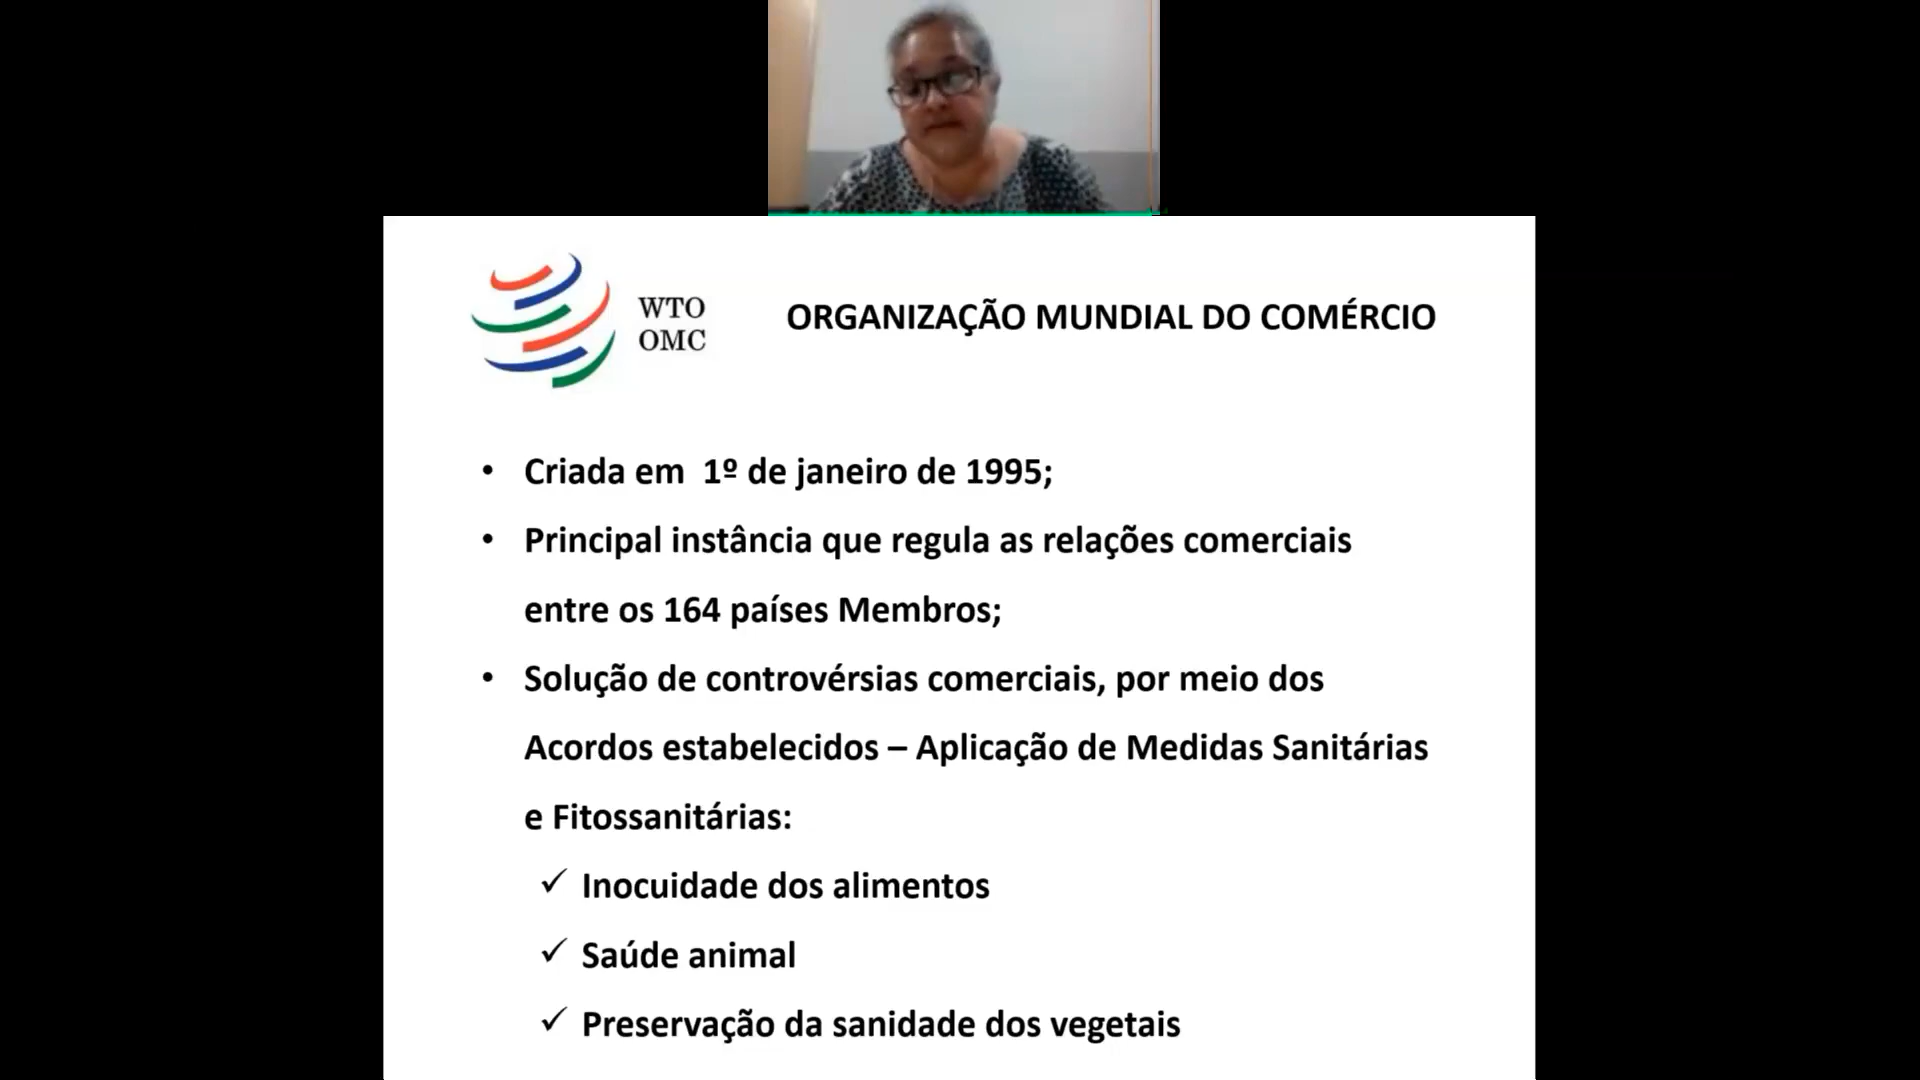 WTO
OMC
ORGANIZAÇÃO MUNDIAL DO COMÉRCIO
• Criada em  1º de janeiro de 1995;
• Principal instância que regula as relações comerciais
entre os 164 países Membros;
• Solução de controvérsias comerciais, por meio dos
Acordos estabelecidos – Aplicação de Medidas Sanitárias
e Fitossanitárias:
✓ Inocuidade dos alimentos
✓ Saúde animal
✓ Preservação da sanidade dos vegetais